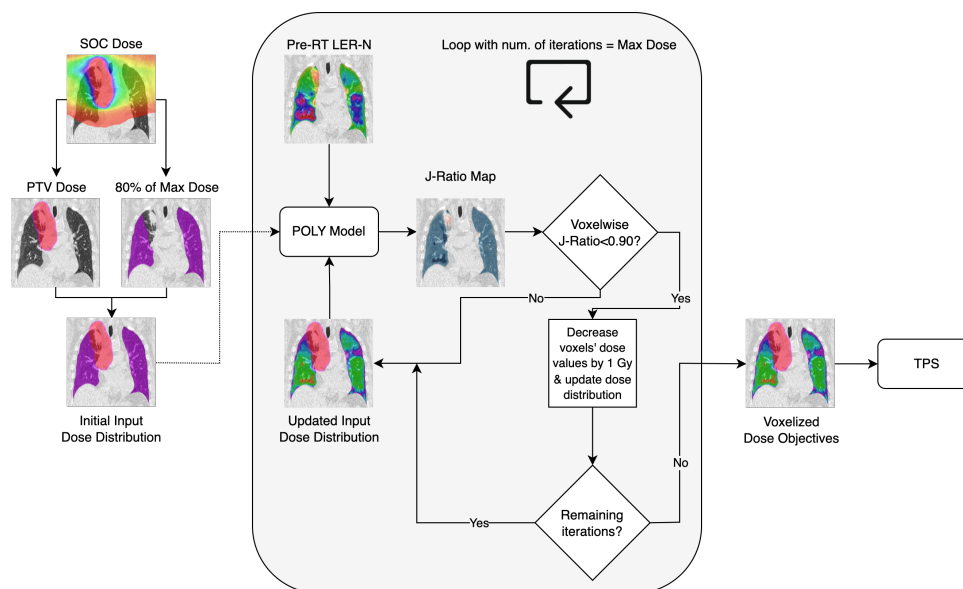 SOC Dose
PTV Dose
80% of Max Dose
Initial Input
Dose Distribution
Pre-RT LER-N
Loop with num. of iterations = Max Dose
POLY Model
J-Ratio Map
Voxelwise
J-Ratio<0.90?
No
Yes
Updated Input
Dose Distribution
Decrease
voxels' dose
values by 1 Gy
& update dose
distribution
Remaining
iterations?
Yes
No
Voxelized
Dose Objectives
TPS